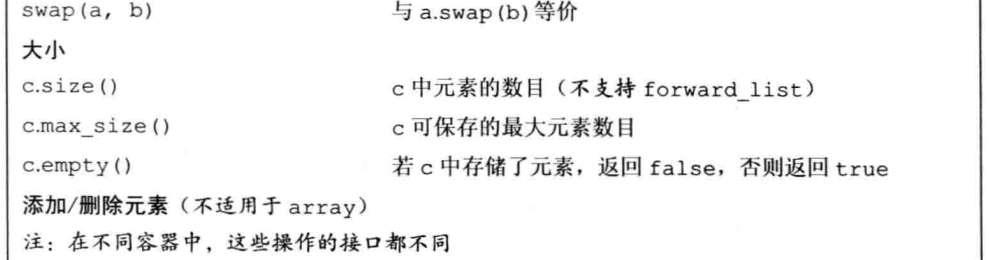 swap(a, b) 与 a.swap(b)等价
大小
c.size() c 中元素的数目（不支持 forward_list）
c.max_size() c 可保存的最大元素数目
c.empty() 若 c 中存储了元素，返回 false，否则返回 true
添加/删除元素（不适用于 array）
注：在不同容器中，这些操作的接口都不同